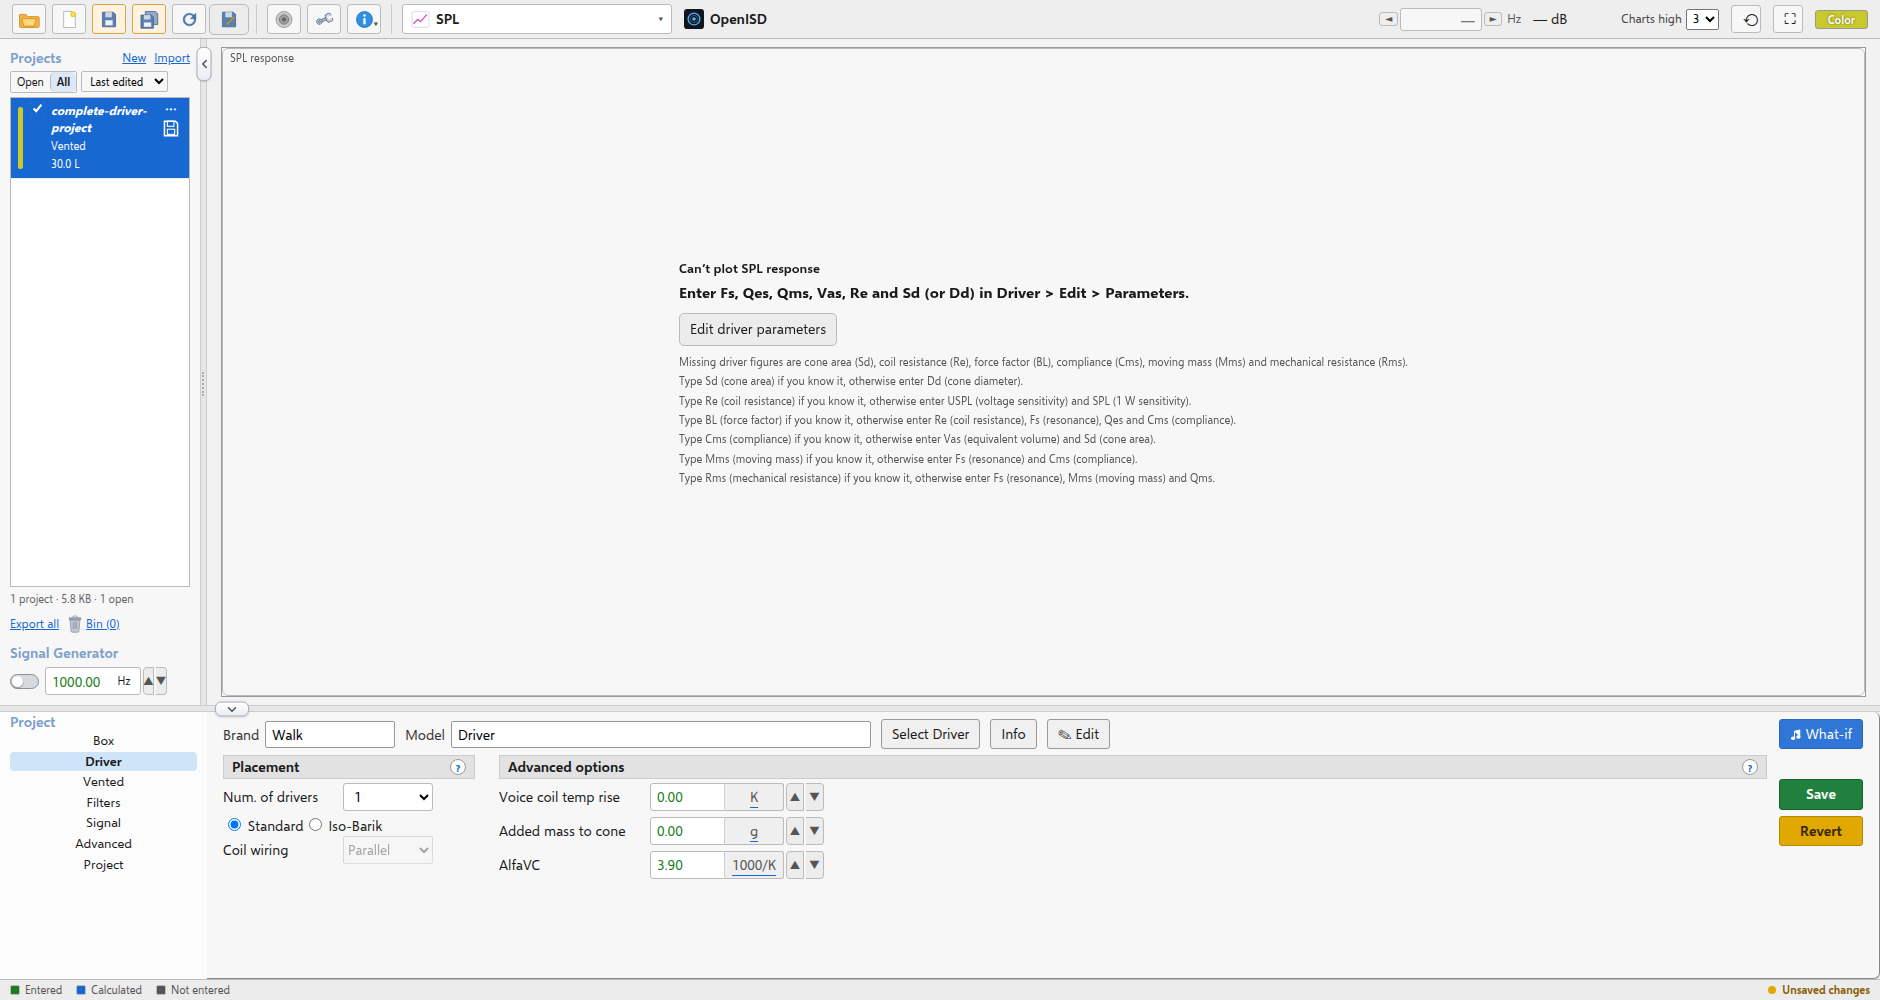 SPL
OpenISD
—
Hz
— dB
Charts high
3
Color
Projects
New
Import
Open
All
Last edited
complete-driver-
project
Vented
30.0 L
1 project · 5.8 KB · 1 open
Export all
Bin (0)
Signal Generator
1000.00 Hz
SPL response
Can’t plot SPL response
Enter Fs, Qes, Qms, Vas, Re and Sd (or Dd) in Driver > Edit > Parameters.
Edit driver parameters
Missing driver figures are cone area (Sd), coil resistance (Re), force factor (BL), compliance (Cms), moving mass (Mms) and mechanical resistance (Rms).
Type Sd (cone area) if you know it, otherwise enter Dd (cone diameter).
Type Re (coil resistance) if you know it, otherwise enter USPL (voltage sensitivity) and SPL (1 W sensitivity).
Type BL (force factor) if you know it, otherwise enter Re (coil resistance), Fs (resonance), Qes and Cms (compliance).
Type Cms (compliance) if you know it, otherwise enter Vas (equivalent volume) and Sd (cone area).
Type Mms (moving mass) if you know it, otherwise enter Fs (resonance) and Cms (compliance).
Type Rms (mechanical resistance) if you know it, otherwise enter Fs (resonance), Mms (moving mass) and Qms.
Project
Box
Driver
Vented
Filters
Signal
Advanced
Project
Brand
Walk
Model
Driver
Select Driver
Info
Edit
What-if
Placement
?
Num. of drivers
1
Standard
Iso-Barik
Coil wiring
Parallel
Advanced options
?
Voice coil temp rise
0.00
K
Added mass to cone
0.00
g
AlfaVC
3.90
1000/K
Save
Revert
Entered
Calculated
Not entered
Unsaved changes